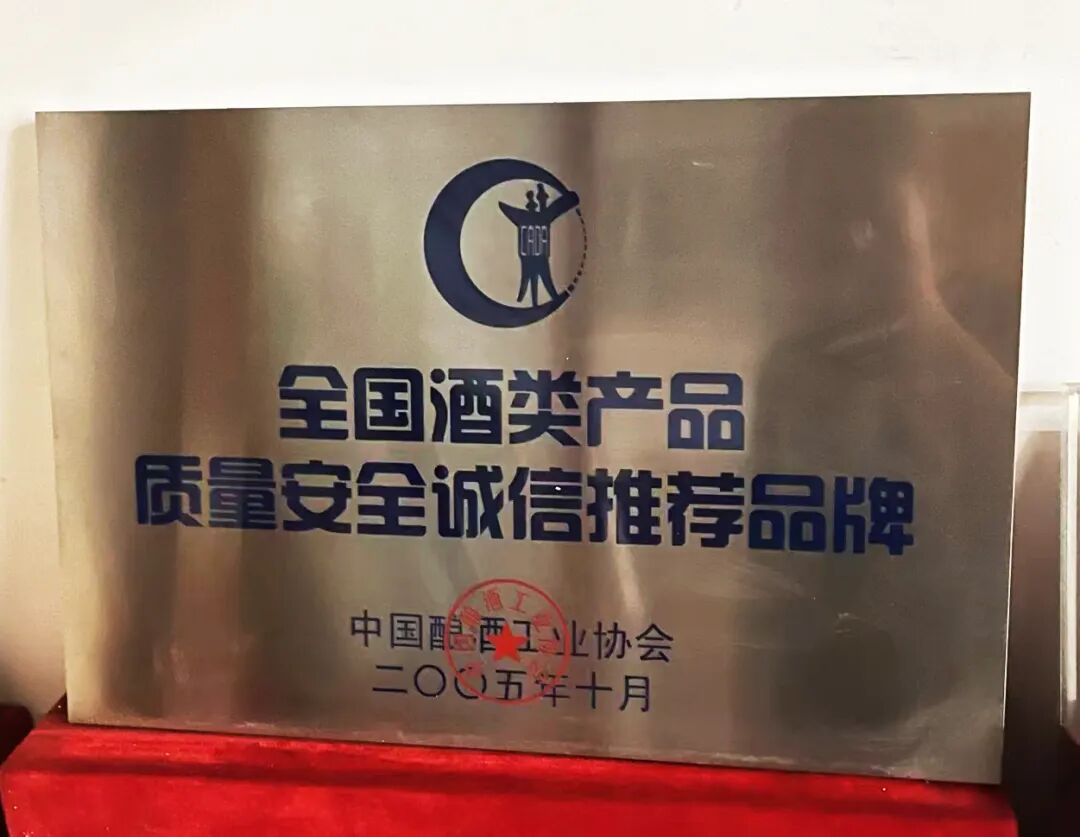 CADA
全国酒类产品
质量安全诚信推荐品牌
中国酿酒工业协会
二〇〇五年十月